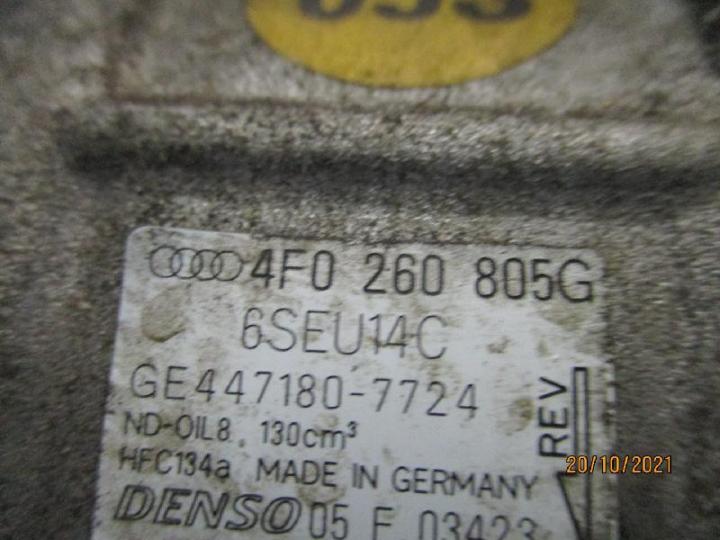 4F0 260 805G
6SEU14C
GE447180-7724
ND-OIL8, 130cm³
HFC134a MADE IN GERMANY
DENSO 05 F 03423
REV
20/10/2021